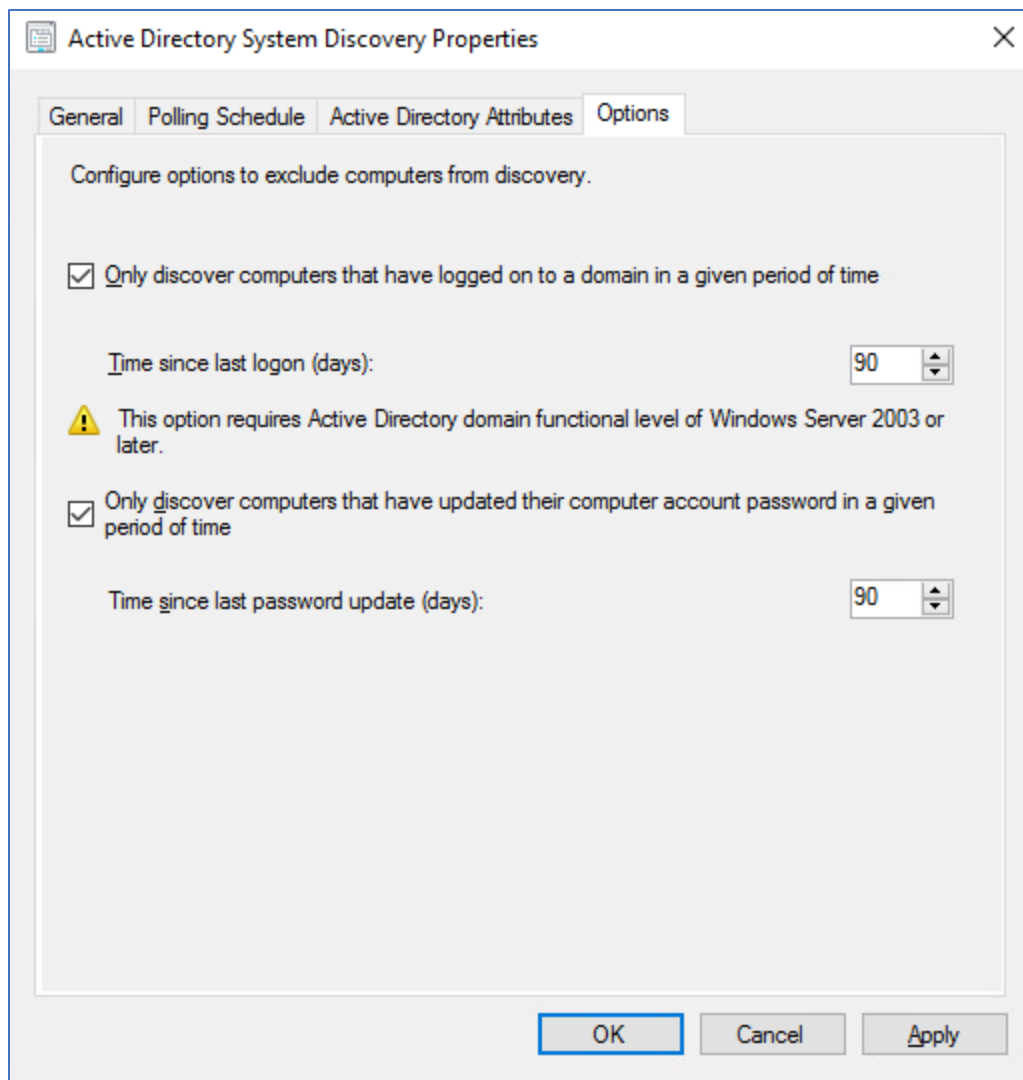 Active Directory System Discovery Properties
General
Polling Schedule
Active Directory Attributes
Options
Configure options to exclude computers from discovery.
Only discover computers that have logged on to a domain in a given period of time
Time since last logon (days):
90
This option requires Active Directory domain functional level of Windows Server 2003 or
later.
Only discover computers that have updated their computer account password in a given
period of time
Time since last password update (days):
90
OK
Cancel
Apply